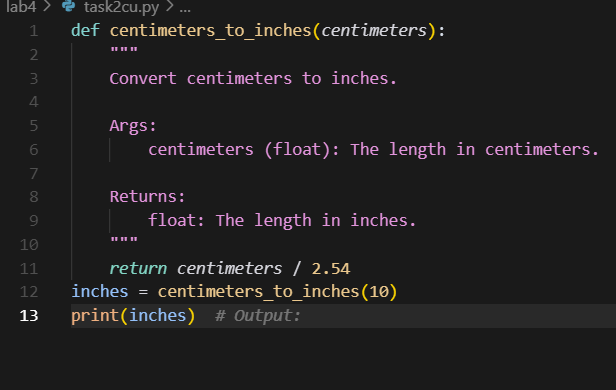 lab4 > task2cu.py > ...
1 def centimeters_to_inches(centimeters):
2     """
3     Convert centimeters to inches.
4
5     Args:
6         centimeters (float): The length in centimeters.
7
8     Returns:
9         float: The length in inches.
10     """
11     return centimeters / 2.54
12 inches = centimeters_to_inches(10)
13 print(inches)  # Output: